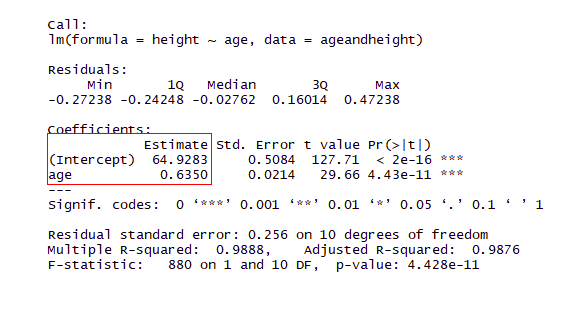 Call:
lm(formula = height ~ age, data = ageandheight)
Residuals:
     Min       1Q   Median       3Q      Max
-0.27238 -0.24248 -0.02762  0.16014  0.47238
Coefficients:
            Estimate Std. Error t value Pr(>|t|)
(Intercept)  64.9283     0.5084  127.71  < 2e-16 ***
age           0.6350     0.0214   29.66 4.43e-11 ***
---
Signif. codes:  0 ‘***’ 0.001 ‘**’ 0.01 ‘*’ 0.05 ‘.’ 0.1 ‘ ’ 1
Residual standard error: 0.256 on 10 degrees of freedom
Multiple R-squared:  0.9888,    Adjusted R-squared:  0.9876
F-statistic:   880 on 1 and 10 DF,  p-value: 4.428e-11